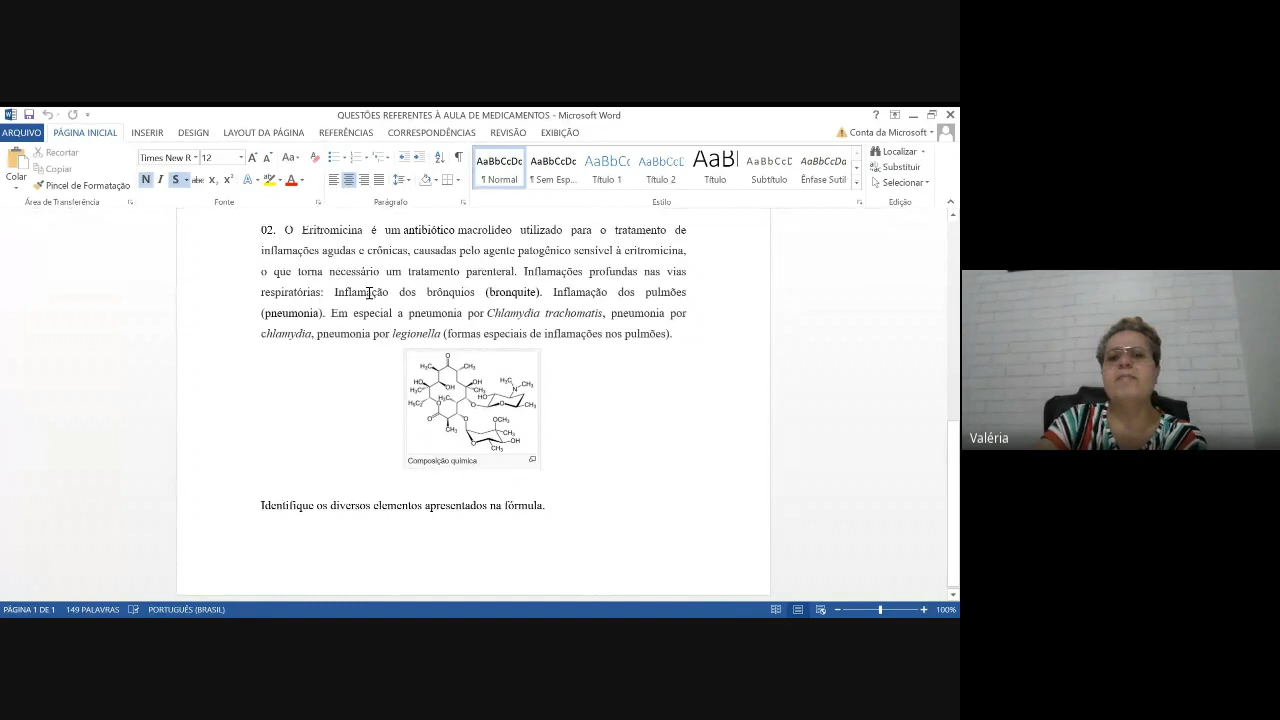 QUESTÕES REFERENTES À AULA DE MEDICAMENTOS - Microsoft Word
ARQUIVO PÁGINA INICIAL INSERIR DESIGN LAYOUT DA PÁGINA REFERÊNCIAS CORRESPONDÊNCIAS REVISÃO EXIBIÇÃO Conta da Microsoft
Colar
Recortar
Copiar
Pincel de Formatação
Área de Transferência
Times New R 12
Fonte
Parágrafo
AaBbCcDc AaBbCcDc AaBbCc AaBbCcD AaB AaBbCcD AaBbCcDa
¶ Normal ¶ Sem Esp... Título 1 Título 2 Título Subtítulo Ênfase Sutil
Estilo
Localizar
Substituir
Selecionar
Edição
02. O Eritromicina é um antibiótico macrolídeo utilizado para o tratamento de
inflamações agudas e crônicas, causadas pelo agente patogênico sensível à eritromicina,
o que torna necessário um tratamento parenteral. Inflamações profundas nas vias
respiratórias: Inflamação dos brônquios (bronquite). Inflamação dos pulmões
(pneumonia). Em especial a pneumonia por Chlamydia trachomatis, pneumonia por
chlamydia, pneumonia por legionella (formas especiais de inflamações nos pulmões).
Composição química
Identifique os diversos elementos apresentados na fórmula.
PÁGINA 1 DE 1 149 PALAVRAS PORTUGUÊS (BRASIL) 100%
Valéria